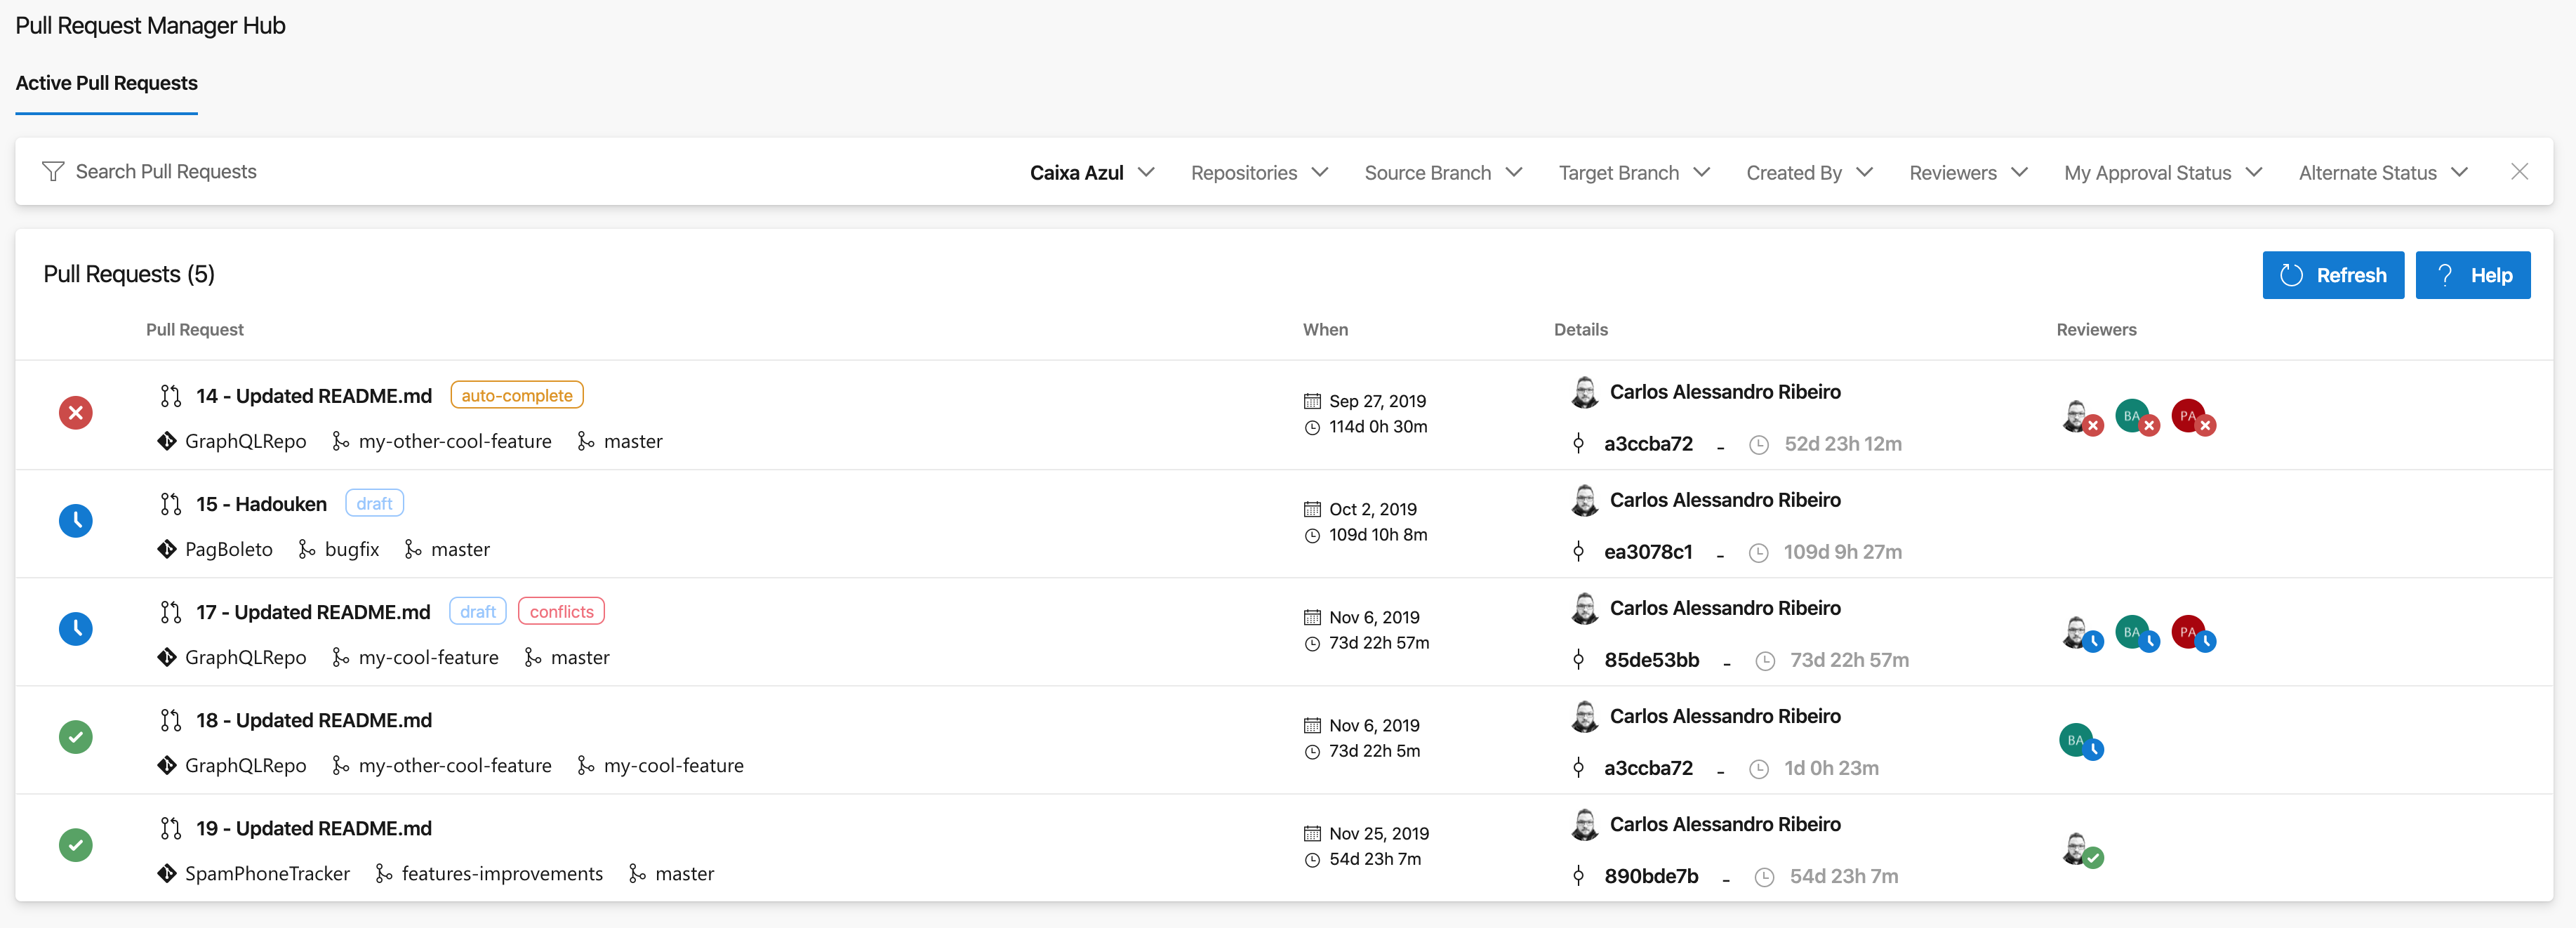 Pull Request Manager Hub
Active Pull Requests
Search Pull Requests Caixa Azul Repositories Source Branch Target Branch Created By Reviewers My Approval Status Alternate Status
Pull Requests (5) Refresh ? Help
Pull Request When Details Reviewers
14 - Updated README.md auto-complete Sep 27, 2019 Carlos Alessandro Ribeiro
114d 0h 30m BA PA
GraphQLRepo my-other-cool-feature master a3ccba72 - 52d 23h 12m
15 - Hadouken draft Oct 2, 2019 Carlos Alessandro Ribeiro
109d 10h 8m
PagBoleto bugfix master ea3078c1 - 109d 9h 27m
17 - Updated README.md draft conflicts Nov 6, 2019 Carlos Alessandro Ribeiro
73d 22h 57m BA PA
GraphQLRepo my-cool-feature master 85de53bb - 73d 22h 57m
18 - Updated README.md Nov 6, 2019 Carlos Alessandro Ribeiro
73d 22h 5m BA
GraphQLRepo my-other-cool-feature my-cool-feature a3ccba72 - 1d 0h 23m
19 - Updated README.md Nov 25, 2019 Carlos Alessandro Ribeiro
54d 23h 7m
SpamPhoneTracker features-improvements master 890bde7b - 54d 23h 7m